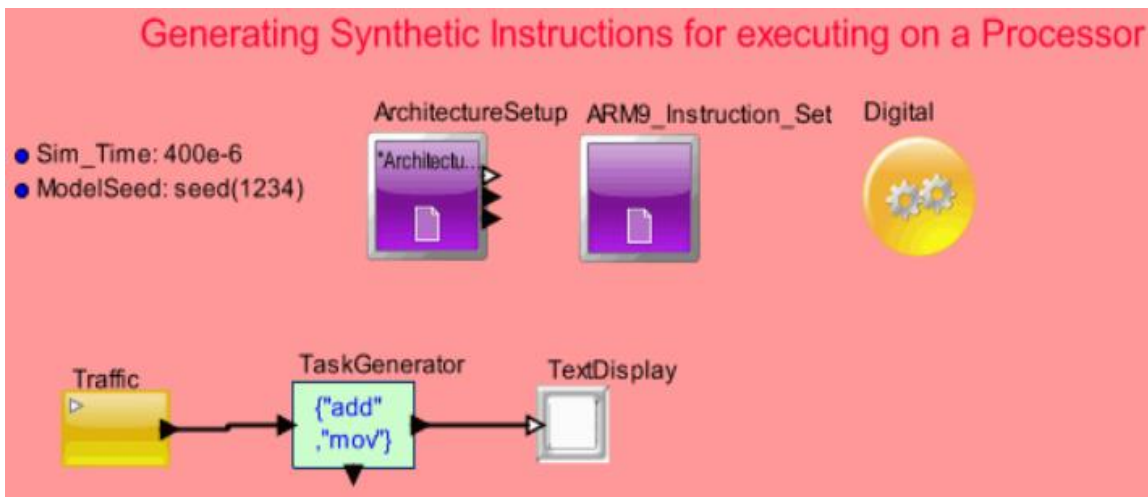 Generating Synthetic Instructions for executing on a Processor
ArchitectureSetup ARM9_Instruction_Set Digital
"Architectu...
Sim_Time: 400e-6
ModelSeed: seed(1234)
Traffic
TaskGenerator
TextDisplay
{"add"
,"mov"}